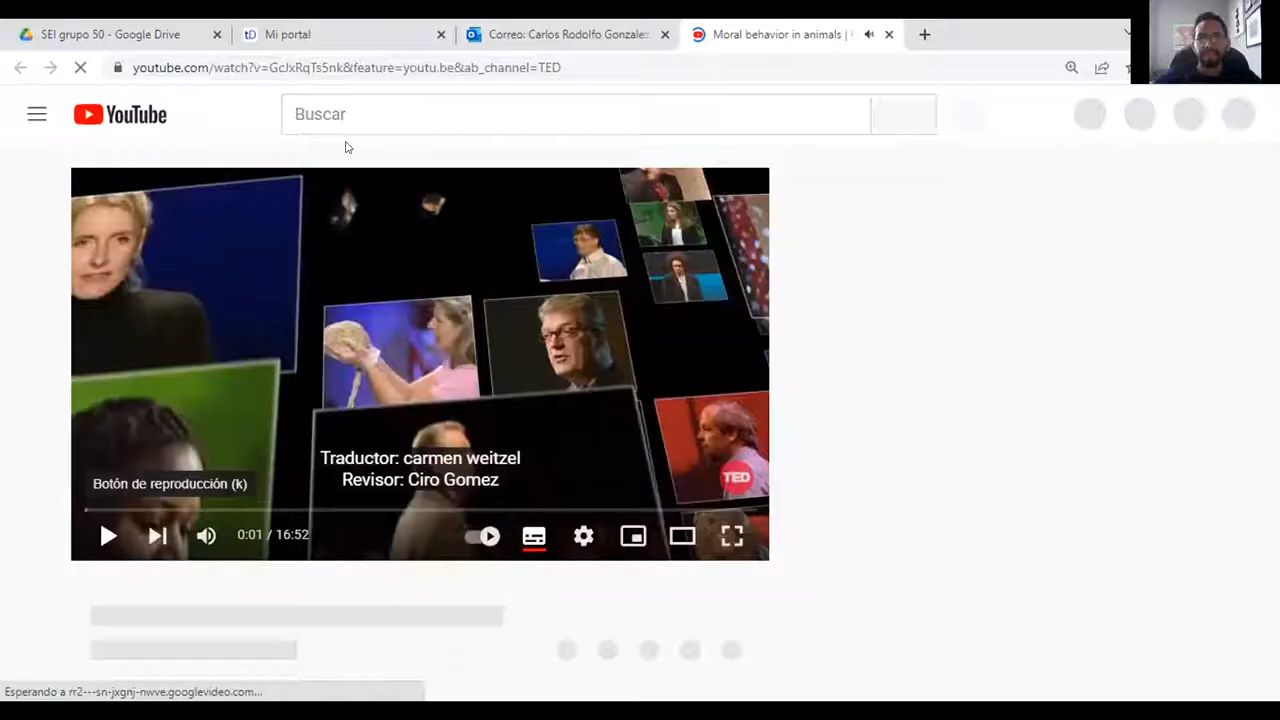 SEI grupo 50 - Google Drive
Mi portal
Correo: Carlos Rodolfo Gonzalez
Moral behavior in animals |
youtube.com/watch?v=GcJxRqTs5nk&feature=youtu.be&ab_channel=TED
YouTube
Buscar
Traductor: carmen weitzel
Revisor: Ciro Gomez
Botón de reproducción (k)
TED
0:01 / 16:52
Esperando a rr2---sn-jxgnj-nwve.googlevideo.com...